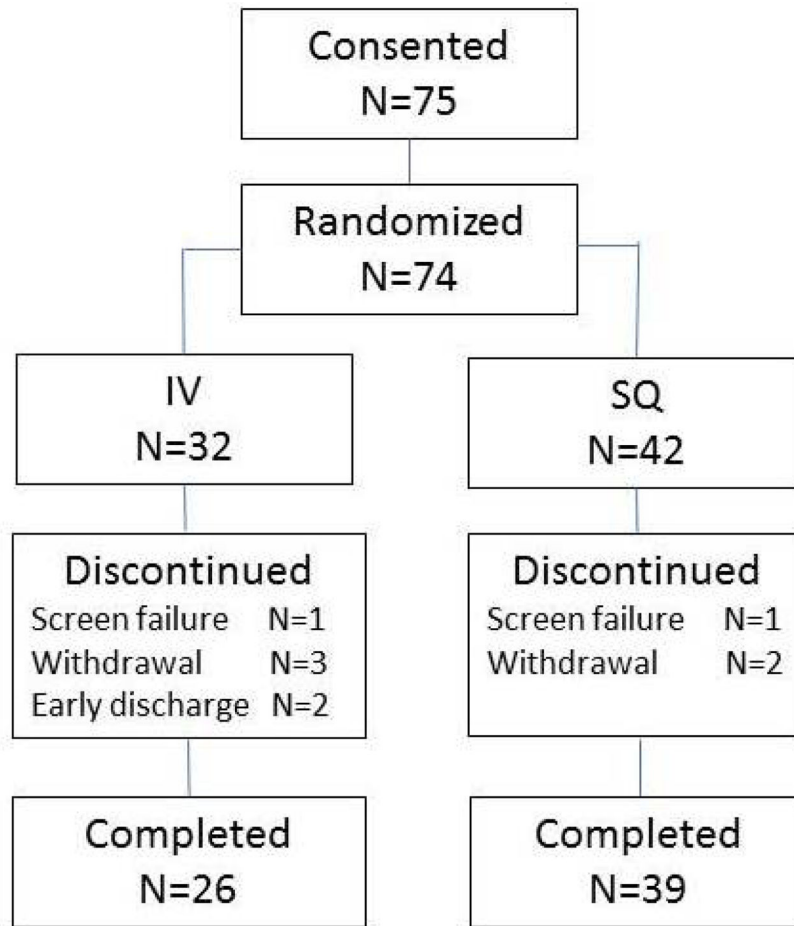 Consented
N=75
Randomized
N=74
IV
N=32
SQ
N=42
Discontinued
Screen failure N=1
Withdrawal N=3
Early discharge N=2
Discontinued
Screen failure N=1
Withdrawal N=2
Completed
N=26
Completed
N=39